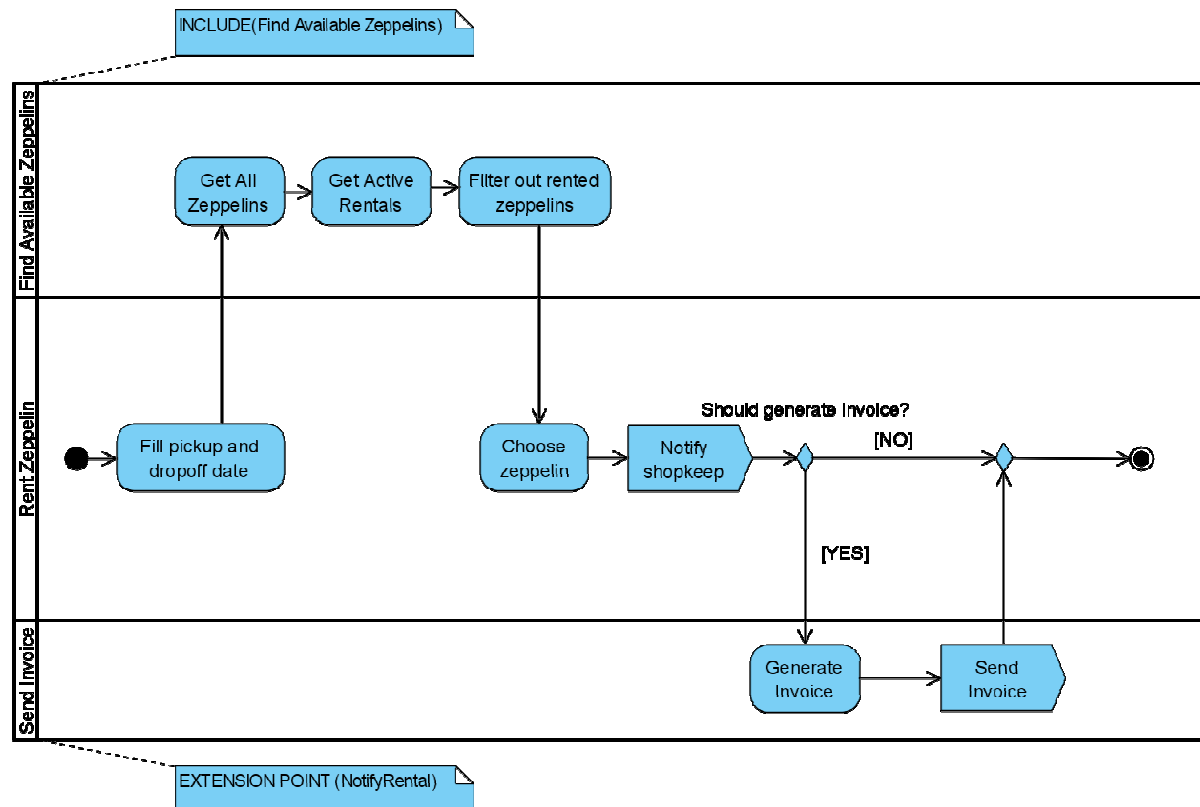 INCLUDE(Find Available Zeppelins)
Find Available Zeppelins
Get All
Zeppelins
Get Active
Rentals
Filter out rented
zeppelins
Rent Zeppelin
Fill pickup and
dropoff date
Choose
zeppelin
Notify
shopkeep
Should generate Invoice?
[NO]
[YES]
Send Invoice
Generate
Invoice
Send
Invoice
EXTENSION POINT (NotifyRental)